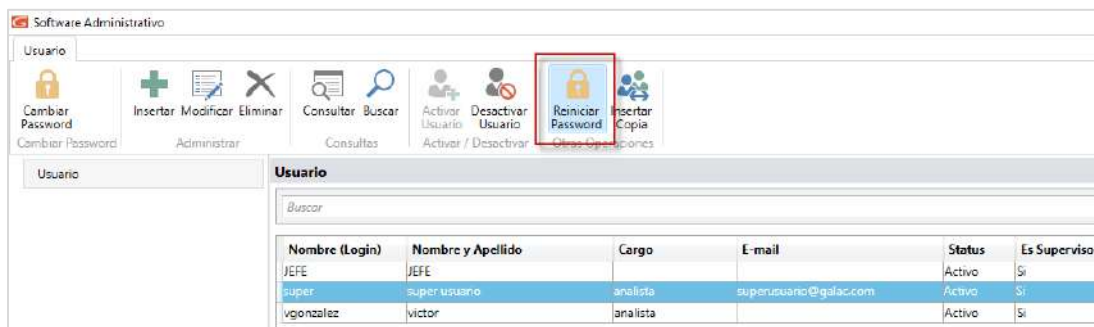 Software Administrativo
Usuario
Cambiar Password
Insertar Modificar Eliminar
Consultar Buscar
Activar Usuario
Desactivar Usuario
Reiniciar Password
Insertar Copia
Cambiar Password
Administrar
Consultas
Activar / Desactivar
Otras Operaciones
Usuario
Usuario
Buscar
Nombre (Login) Nombre y Apellido Cargo E-mail Status Es Superviso
JEFE JEFE Activo Si
super super usuario analista superusuario@galac.com Activo Si
vgonzalez victor analista Activo Si